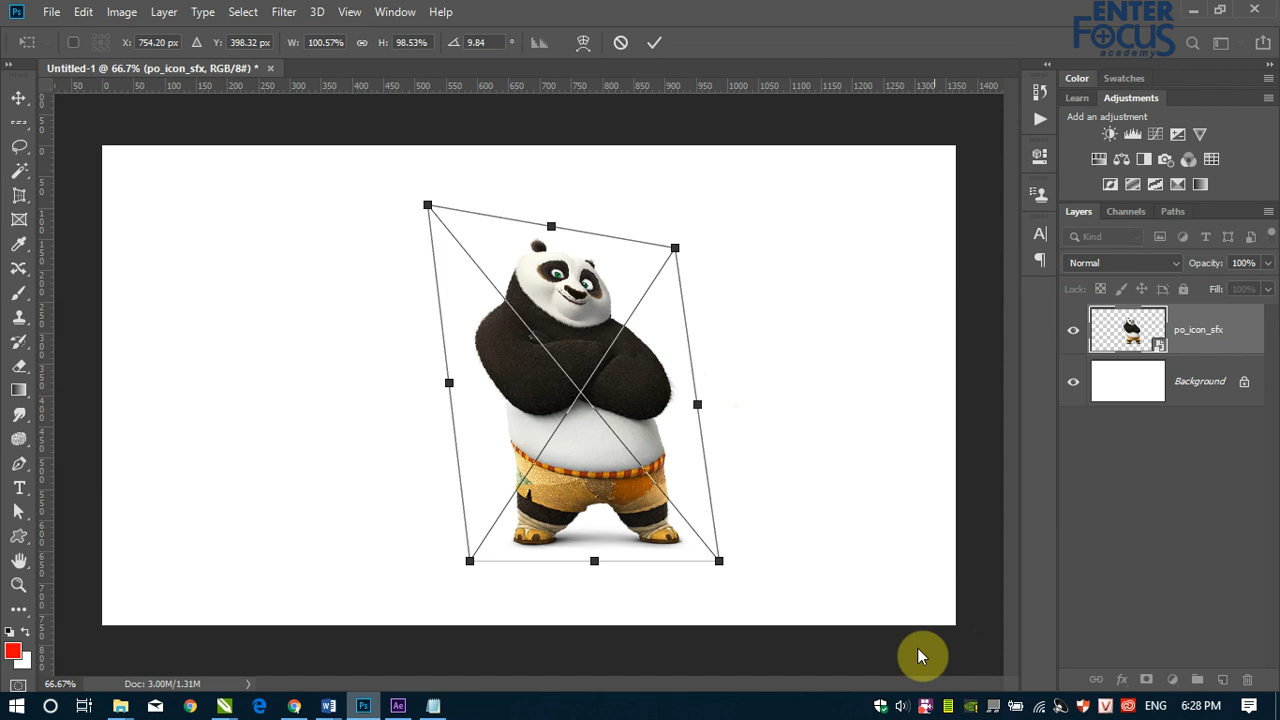 Ps File Edit Image Layer Type Select Filter 3D View Window Help
ENTER
FOCUS
academy
X: 754.20 px Y: 398.32 px W: 100.57% H: 98.53% 9.84 °
Untitled-1 @ 66.7% (po_icon_sfx, RGB/8#) * ×
50 0 50 100 150 200 250 300 350 400 450 500 550 600 650 700 750 800 850 900 950 1000 1050 1100 1150 1200 1250 1300 1350 1400
Color Swatches
Learn Adjustments
Add an adjustment
Layers Channels Paths
Kind
Normal Opacity: 100%
Lock: Fill: 100%
po_icon_sfx
Background
66.67% Doc: 3.00M/1.31M
W Ps Ae ENG 6:28 PM